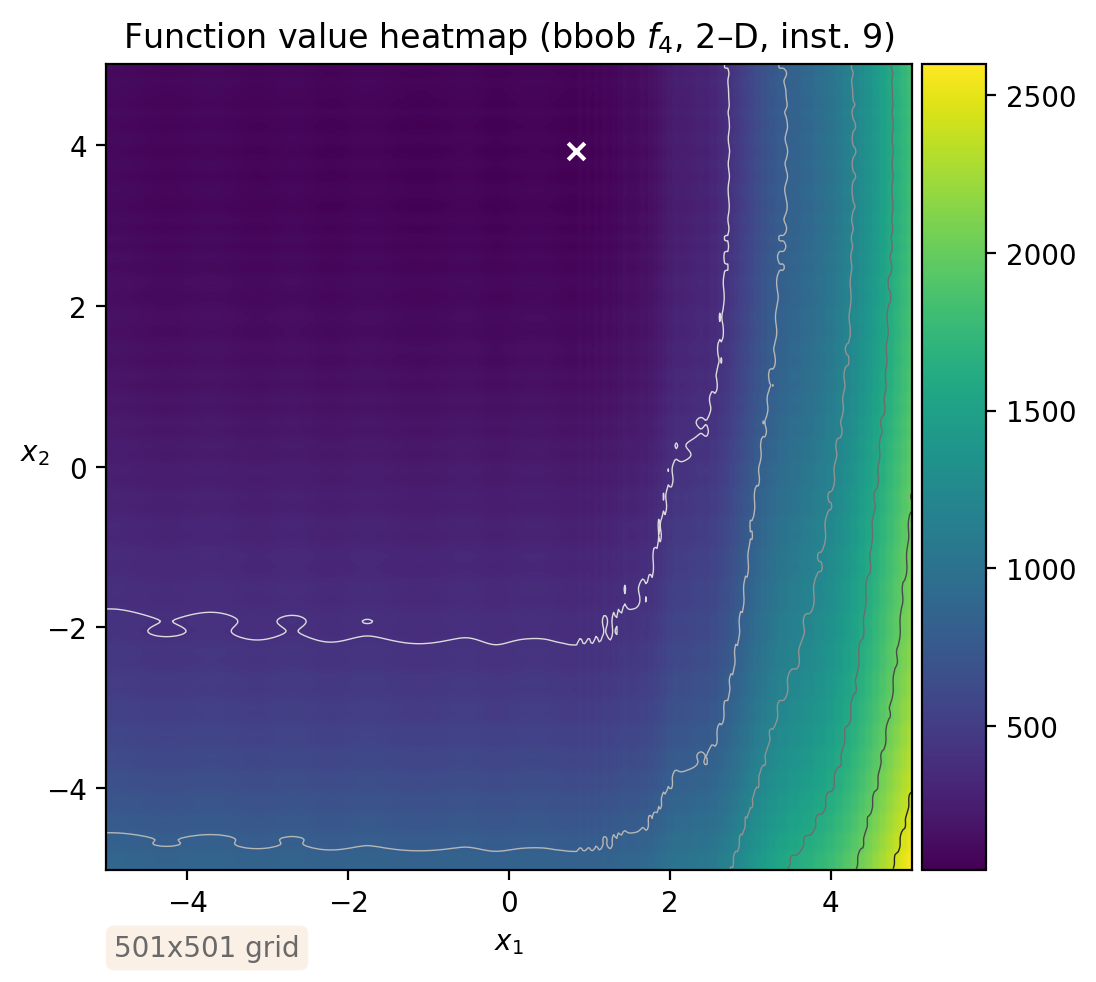 Function value heatmap (bbob f₄, 2–D, inst. 9)
4
2
0
−2
−4
x₂
−4 −2 0 2 4
x₁
2500
2000
1500
1000
500
501x501 grid